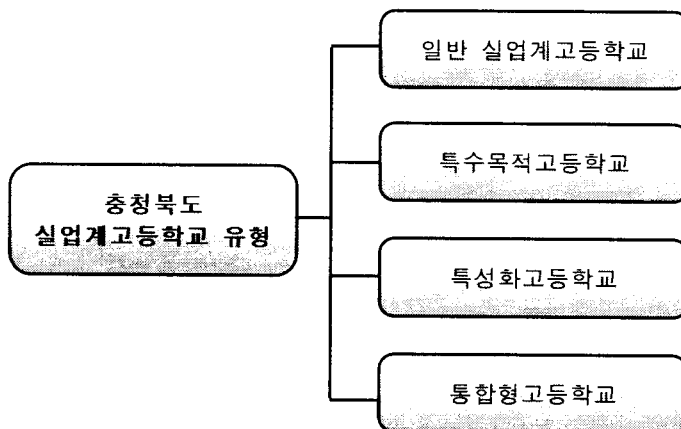 일반 실업계고등학교
특수목적고등학교
충청북도
실업계고등학교 유형
특성화고등학교
통합형고등학교